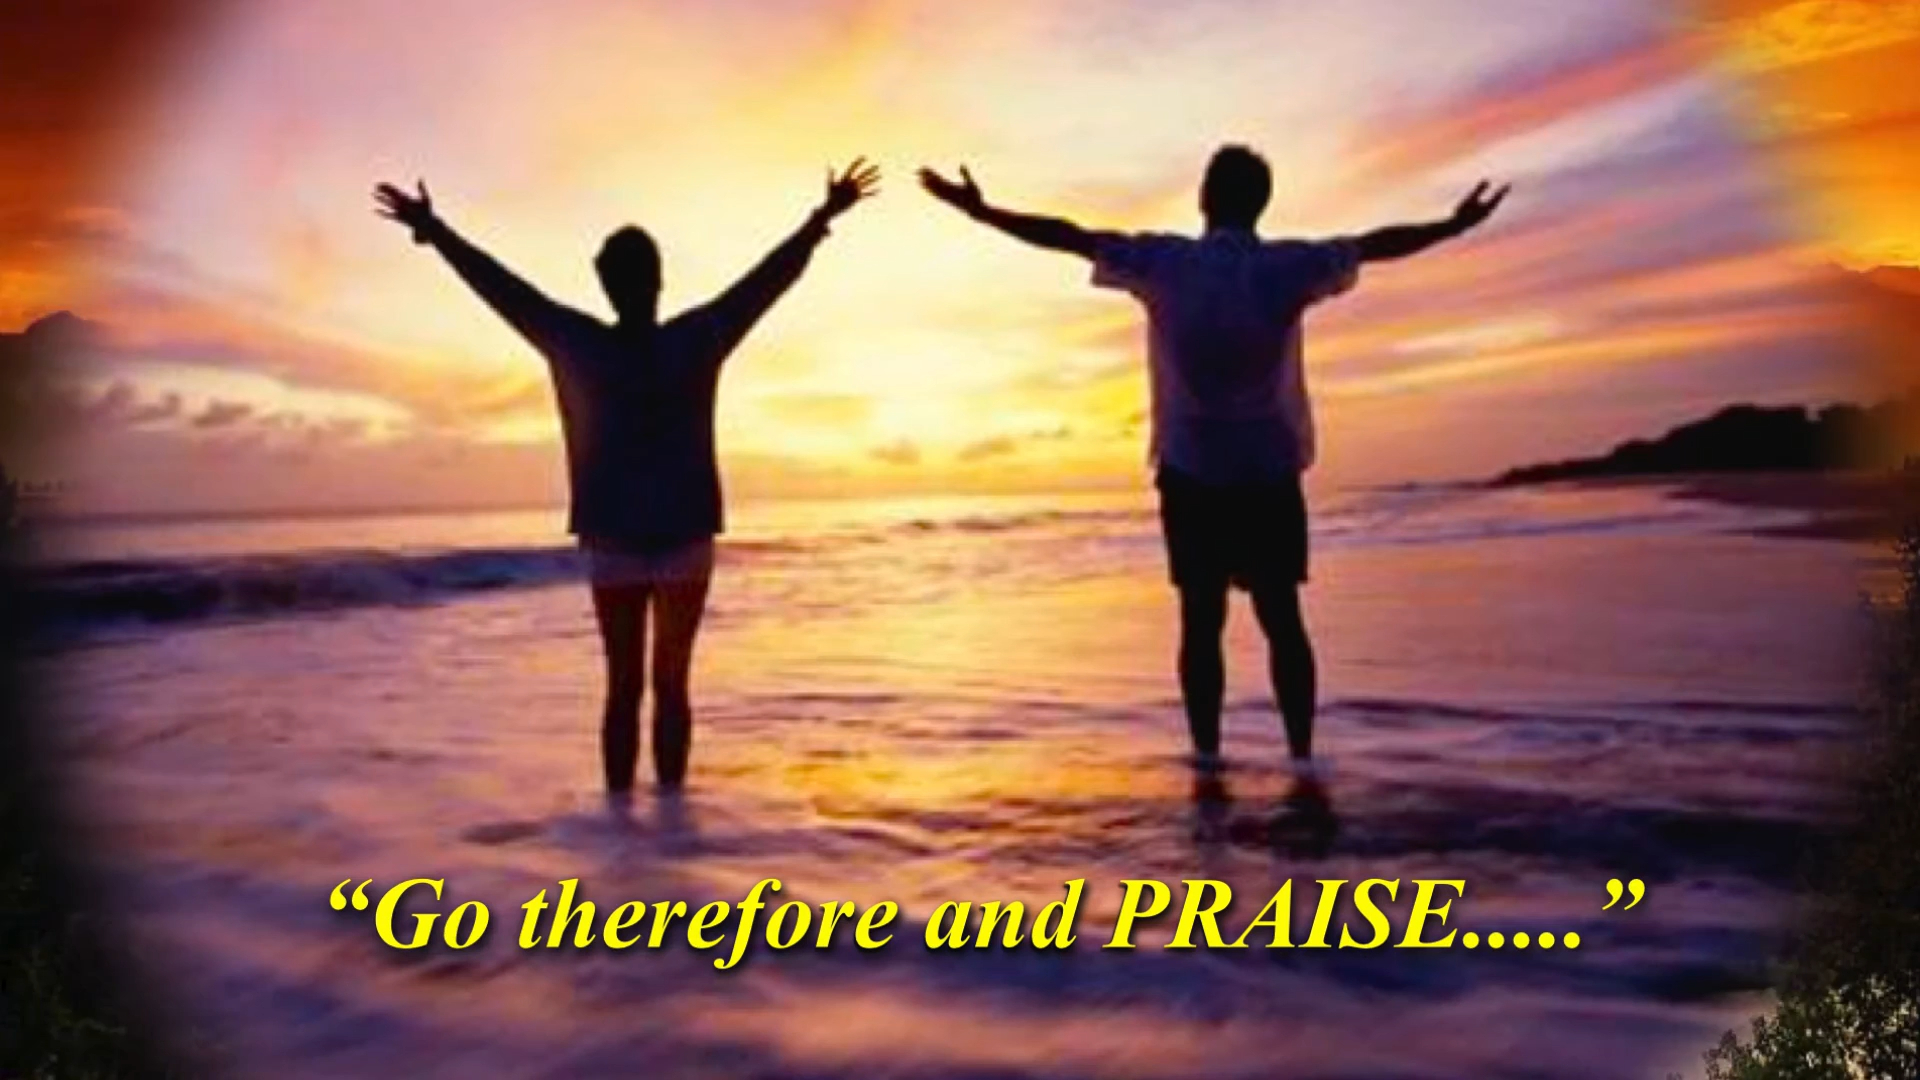 “Go therefore and PRAISE.....”